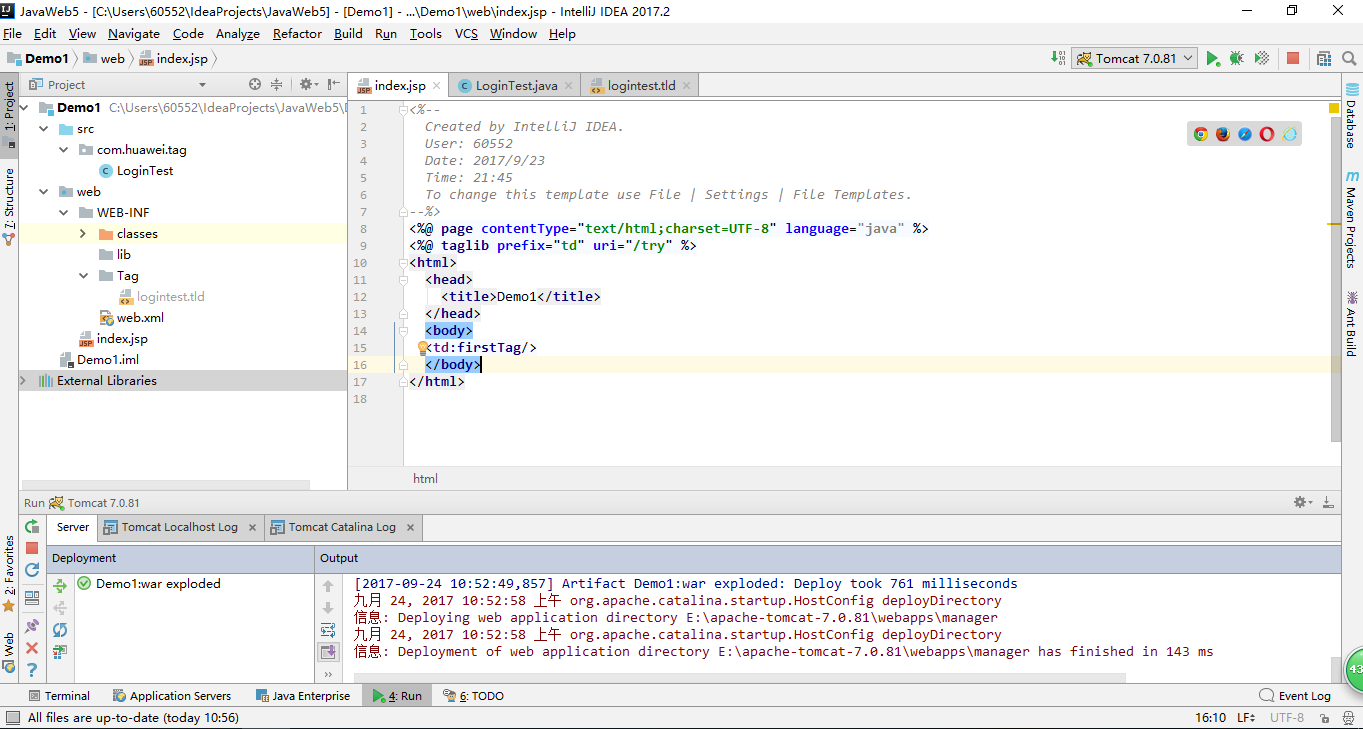 JavaWeb5 - [C:\Users\60552\IdeaProjects\JavaWeb5] - [Demo1] - ...\Demo1\web\index.jsp - IntelliJ IDEA 2017.2
File Edit View Navigate Code Analyze Refactor Build Run Tools VCS Window Help
Demo1 web index.jsp
Tomcat 7.0.81
Project
index.jsp LoginTest.java logintest.tld
1: Project
7: Structure
2: Favorites
Web
Demo1 C:\Users\60552\IdeaProjects\JavaWeb5\
src
com.huawei.tag
LoginTest
web
WEB-INF
classes
lib
Tag
logintest.tld
web.xml
index.jsp
Demo1.iml
External Libraries
1 <%--
2 Created by IntelliJ IDEA.
3 User: 60552
4 Date: 2017/9/23
5 Time: 21:45
6 To change this template use File | Settings | File Templates.
7 --%>
8 <%@ page contentType="text/html;charset=UTF-8" language="java" %>
9 <%@ taglib prefix="td" uri="/try" %>
10 <html>
11 <head>
12 <title>Demo1</title>
13 </head>
14 <body>
15 <td:firstTag/>
16 </body>
17 </html>
18
html
Database
Maven Projects
Ant Build
Run Tomcat 7.0.81
Server Tomcat Localhost Log Tomcat Catalina Log
Deployment Output
Demo1:war exploded
[2017-09-24 10:52:49,857] Artifact Demo1:war exploded: Deploy took 761 milliseconds
九月 24, 2017 10:52:58 上午 org.apache.catalina.startup.HostConfig deployDirectory
信息: Deploying web application directory E:\apache-tomcat-7.0.81\webapps\manager
九月 24, 2017 10:52:58 上午 org.apache.catalina.startup.HostConfig deployDirectory
信息: Deployment of web application directory E:\apache-tomcat-7.0.81\webapps\manager has finished in 143 ms
43
Terminal Application Servers Java Enterprise 4: Run 6: TODO Event Log
All files are up-to-date (today 10:56) 16:10 LF UTF-8